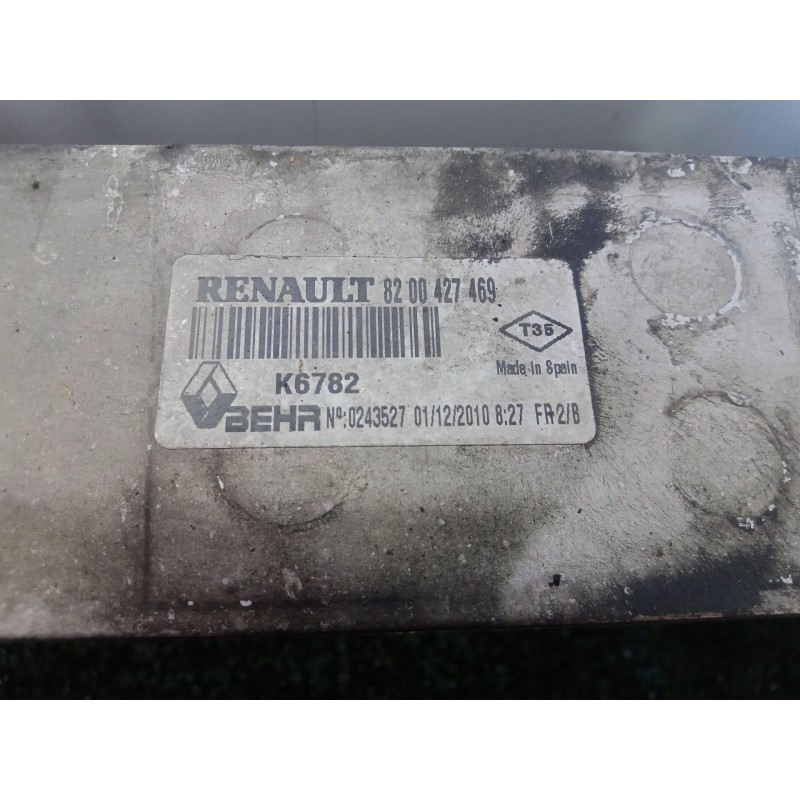 RENAULT 82 00 427 469
T35
Made in Spain
K6782
BEHR Nº:0243527 01/12/2010 8:27 FR2/B